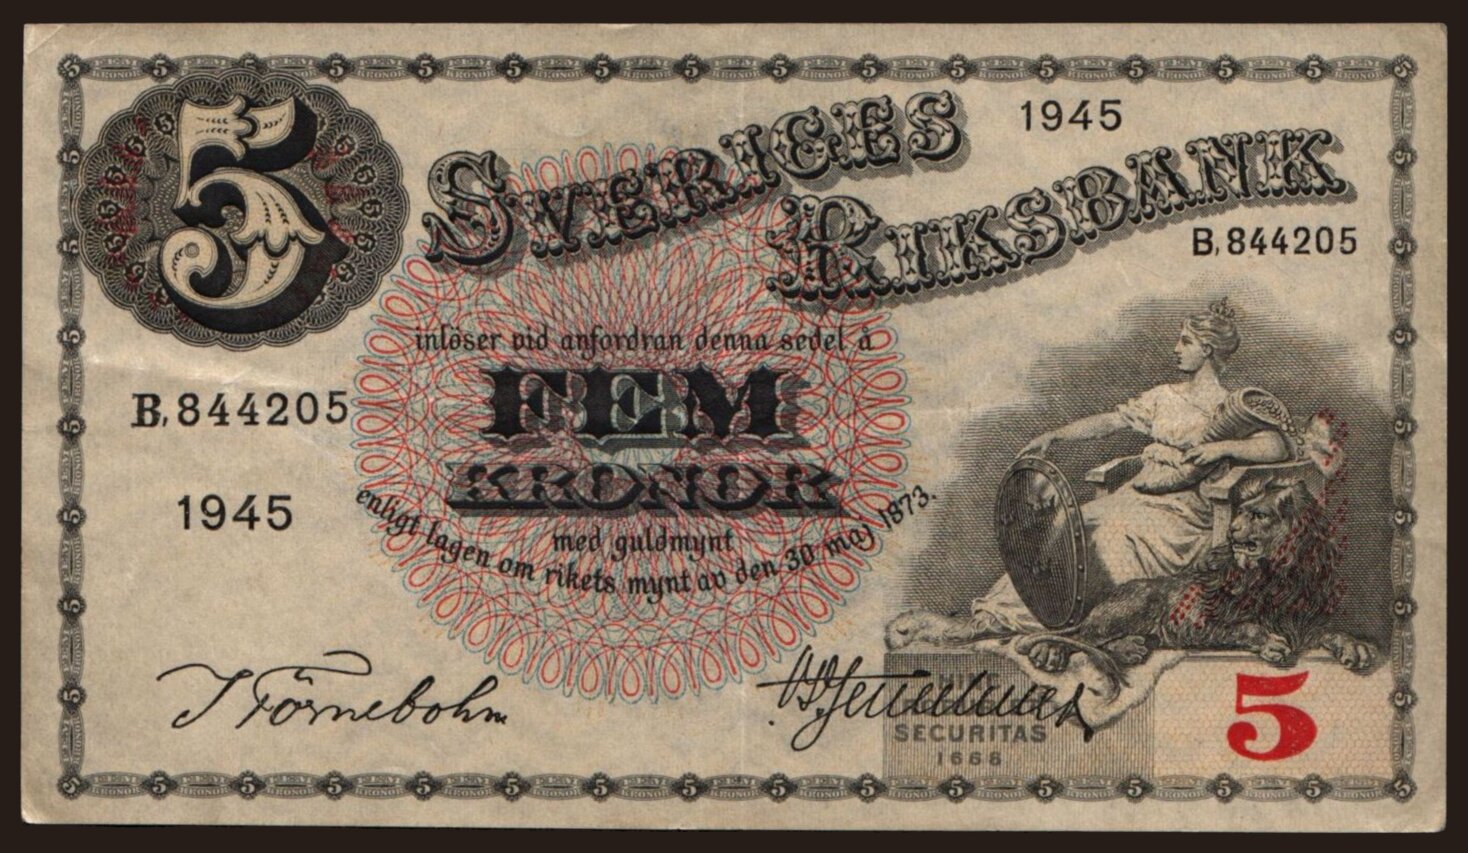 5
SVERIGES
1945
RIKSBANK
B,844205
inlöser vid anfordran denna sedel å
FEM
B,844205
KRONOR
1945
med guldmynt
enligt lagen om rikets mynt av den 30 maj 1873.
SECURITAS
1668
5